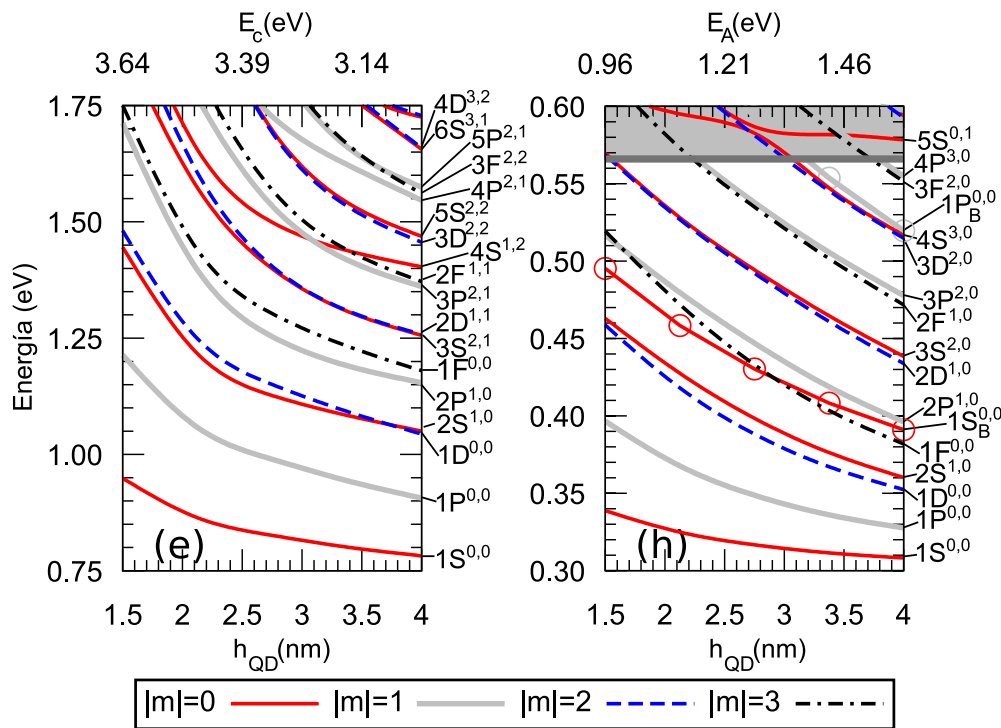 E_c(eV)
3.64 3.39 3.14
Energía (eV)
1.75
1.50
1.25
1.00
0.75
4D^{3,2}
6S^{3,1}
5P^{2,1}
3F^{2,2}
4P^{2,1}
5S^{2,2}
3D^{2,2}
4S^{1,2}
2F^{1,1}
3P^{2,1}
2D^{1,1}
3S^{2,1}
1F^{0,0}
2P^{1,0}
2S^{1,0}
1D^{0,0}
1P^{0,0}
1S^{0,0}
(e)
1.5 2 2.5 3 3.5 4
h_{QD}(nm)
E_A(eV)
0.96 1.21 1.46
0.60
0.55
0.50
0.45
0.40
0.35
0.30
5S^{0,1}
4P^{3,0}
3F^{2,0}
1P_B^{0,0}
4S^{3,0}
3D^{2,0}
3P^{2,0}
2F^{1,0}
3S^{2,0}
2D^{1,0}
2P^{1,0}
1S_B^{0,0}
1F^{0,0}
2S^{1,0}
1D^{0,0}
1P^{0,0}
1S^{0,0}
(h)
1.5 2 2.5 3 3.5 4
h_{QD}(nm)
|m|=0 |m|=1 |m|=2 |m|=3